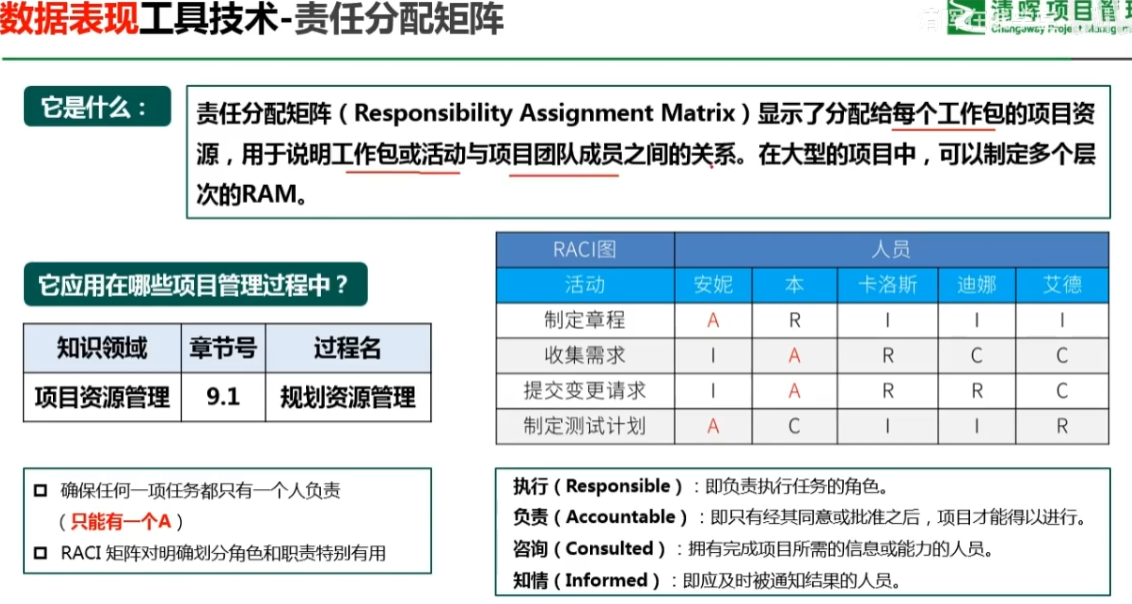 数据表现工具技术-责任分配矩阵
清晖项目管理
Changeway Project Management
它是什么：
责任分配矩阵（Responsibility Assignment Matrix）显示了分配给每个工作包的项目资
源，用于说明工作包或活动与项目团队成员之间的关系。在大型的项目中，可以制定多个层
次的RAM。
它应用在哪些项目管理过程中？
知识领域 章节号 过程名
项目资源管理 9.1 规划资源管理
RACI图 人员
活动 安妮 本 卡洛斯 迪娜 艾德
制定章程 A R I I I
收集需求 I A R C C
提交变更请求 I A R R C
制定测试计划 A C I I R
确保任何一项任务都只有一个人负责
（只能有一个A）
RACI 矩阵对明确划分角色和职责特别有用
执行（Responsible）：即负责执行任务的角色。
负责（Accountable）：即只有经其同意或批准之后，项目才能得以进行。
咨询（Consulted）：拥有完成项目所需的信息或能力的人员。
知情（Informed）：即应及时被通知结果的人员。